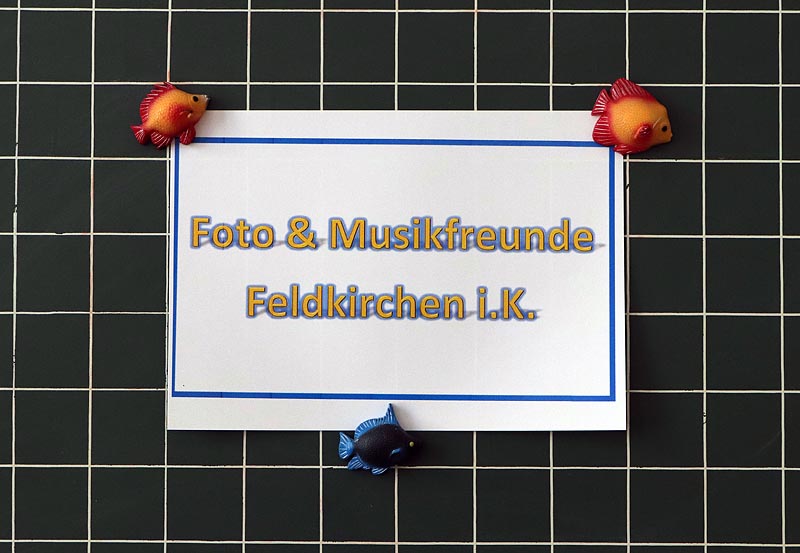 Foto & Musikfreunde
Feldkirchen i.K.